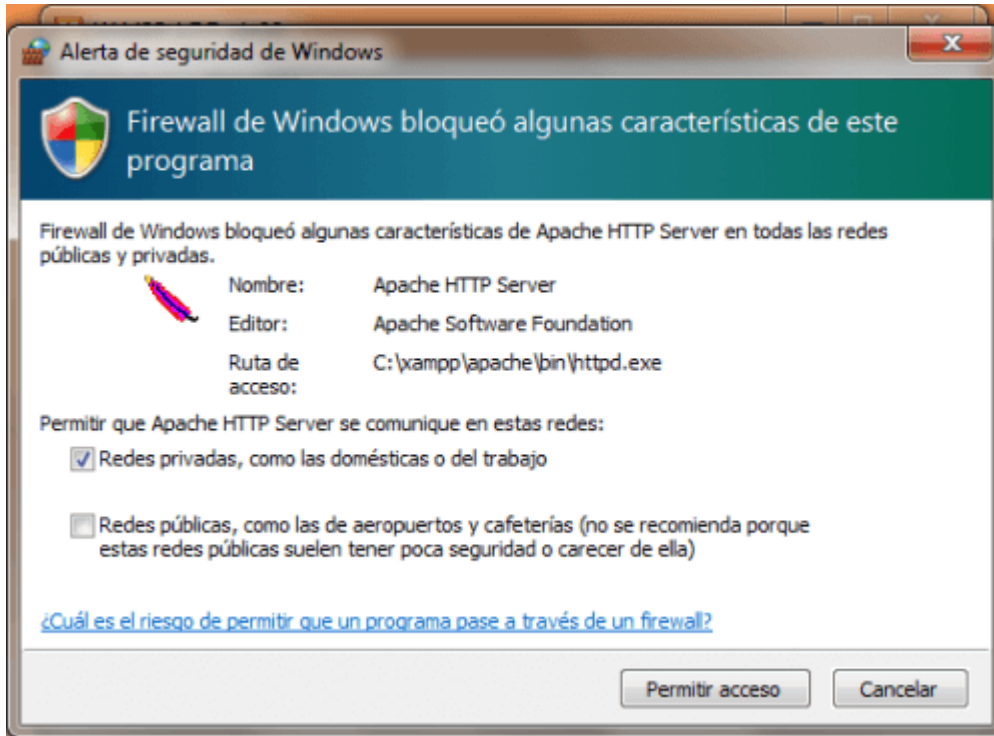 Alerta de seguridad de Windows
Firewall de Windows bloqueó algunas características de este
programa
Firewall de Windows bloqueó algunas características de Apache HTTP Server en todas las redes
públicas y privadas.
Nombre: Apache HTTP Server
Editor: Apache Software Foundation
Ruta de acceso: C:\xampp\apache\bin\httpd.exe
Permitir que Apache HTTP Server se comunique en estas redes:
Redes privadas, como las domésticas o del trabajo
Redes públicas, como las de aeropuertos y cafeterías (no se recomienda porque
estas redes públicas suelen tener poca seguridad o carecer de ella)
¿Cuál es el riesgo de permitir que un programa pase a través de un firewall?
Permitir acceso Cancelar